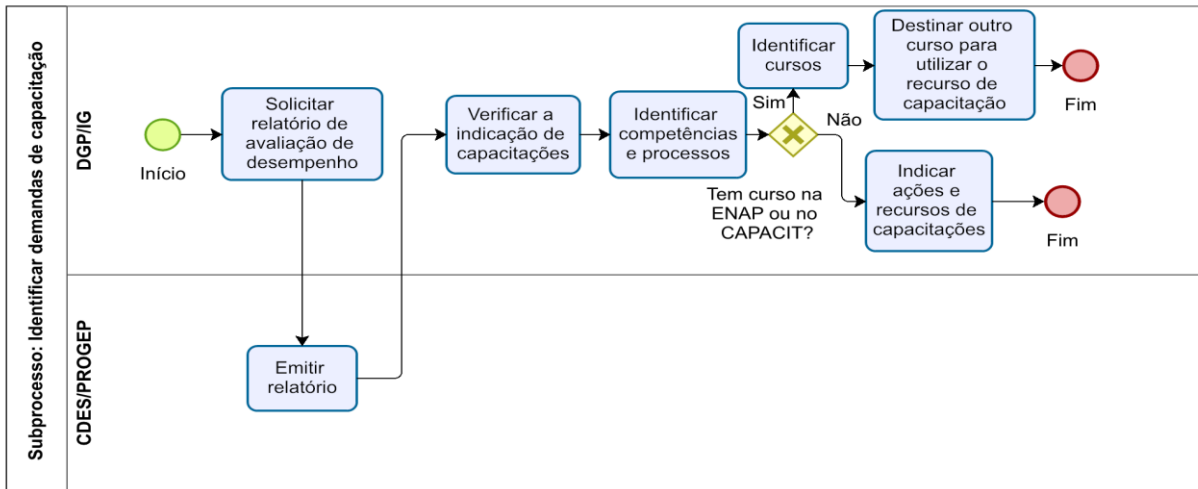 Subprocesso: Identificar demandas de capacitação
DGP/IG
Início
Solicitar
relatório de
avaliação de
desempenho
Verificar a
indicação de
capacitações
Identificar
competências
e processos
Tem curso na
ENAP ou no
CAPACIT?
Sim
Identificar
cursos
Destinar outro
curso para
utilizar o
recurso de
capacitação
Fim
Não
Indicar
ações e
recursos de
capacitações
Fim
CDES/PROGEP
Emitir
relatório